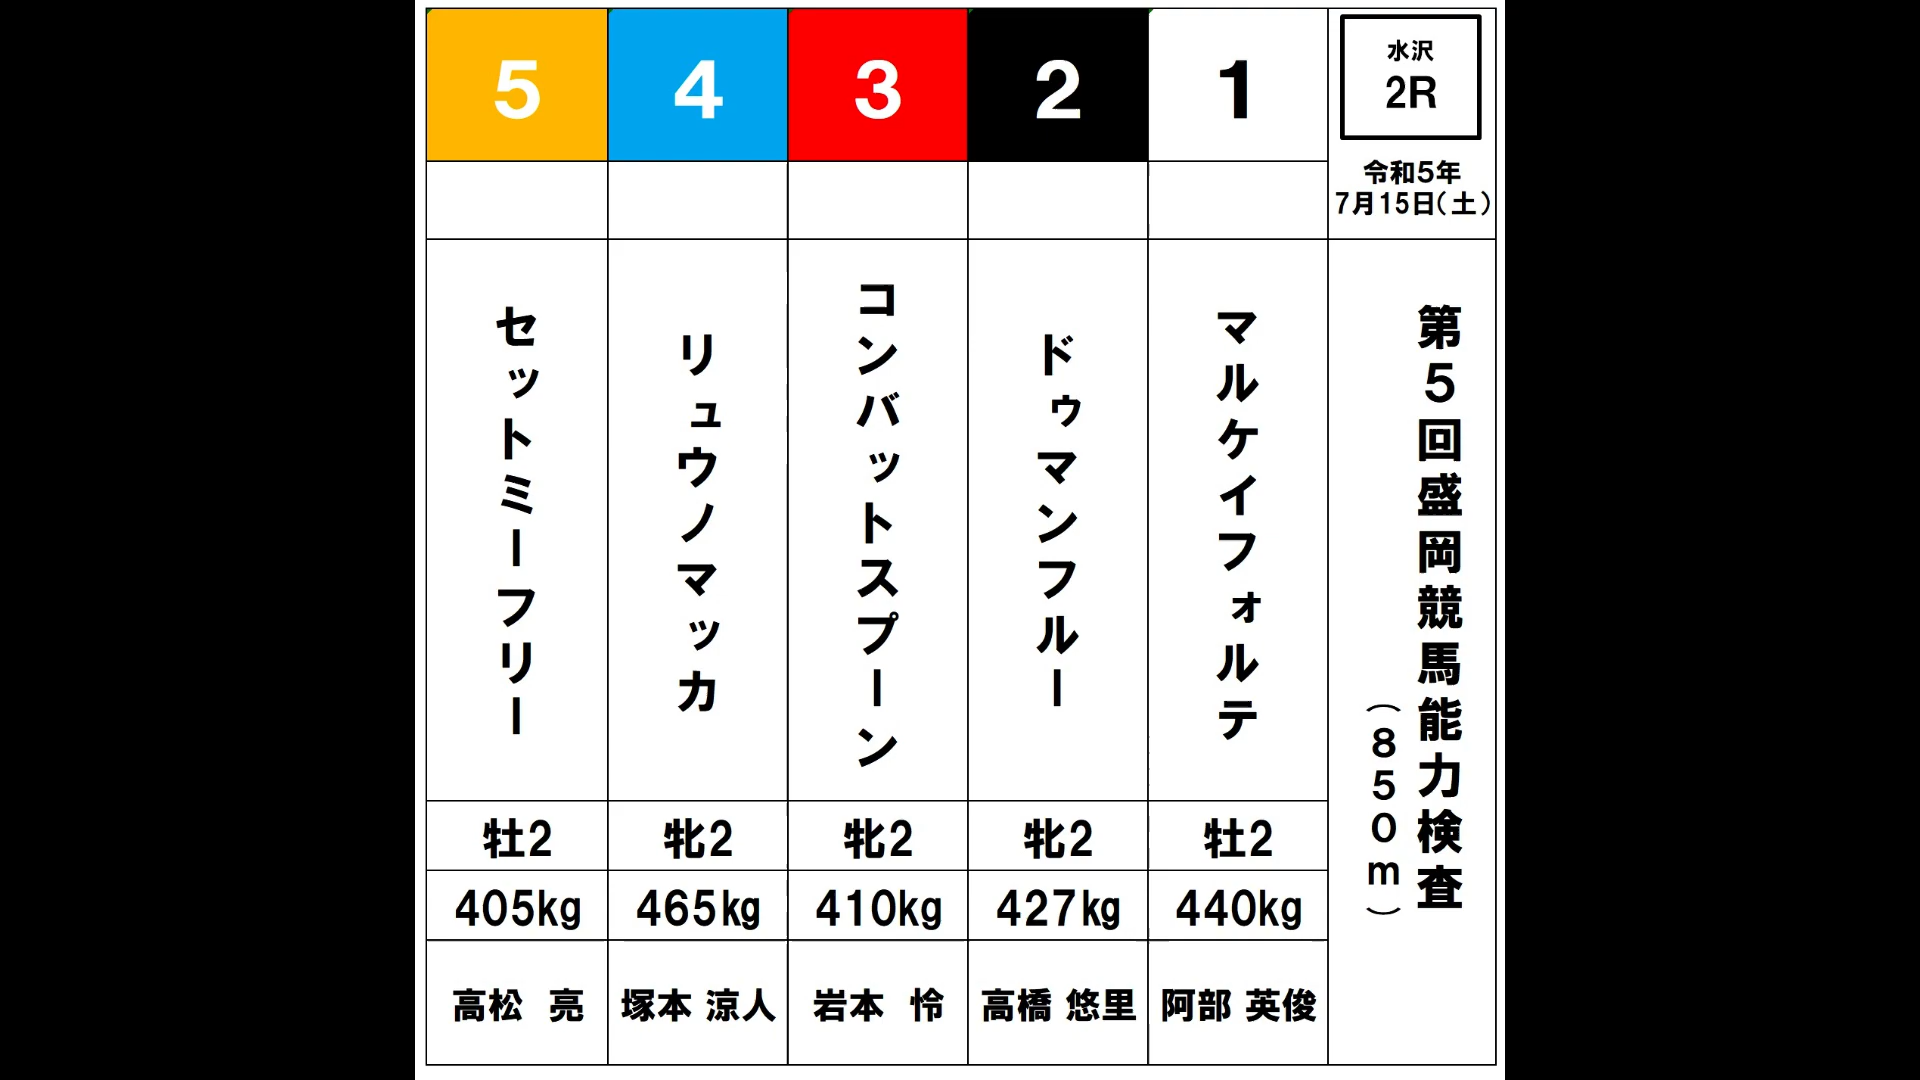 水沢
2R
令和5年
7月15日(土)
第5回盛岡競馬能力検査
(850m)
1
マルケイフォルテ
牡2
440kg
阿部 英俊
2
ドゥマンフルー
牝2
427kg
高橋 悠里
3
コンバットスプーン
牝2
410kg
岩本 怜
4
リュウノマッカ
牝2
465kg
塚本 涼人
5
セットミーフリー
牡2
405kg
高松 亮